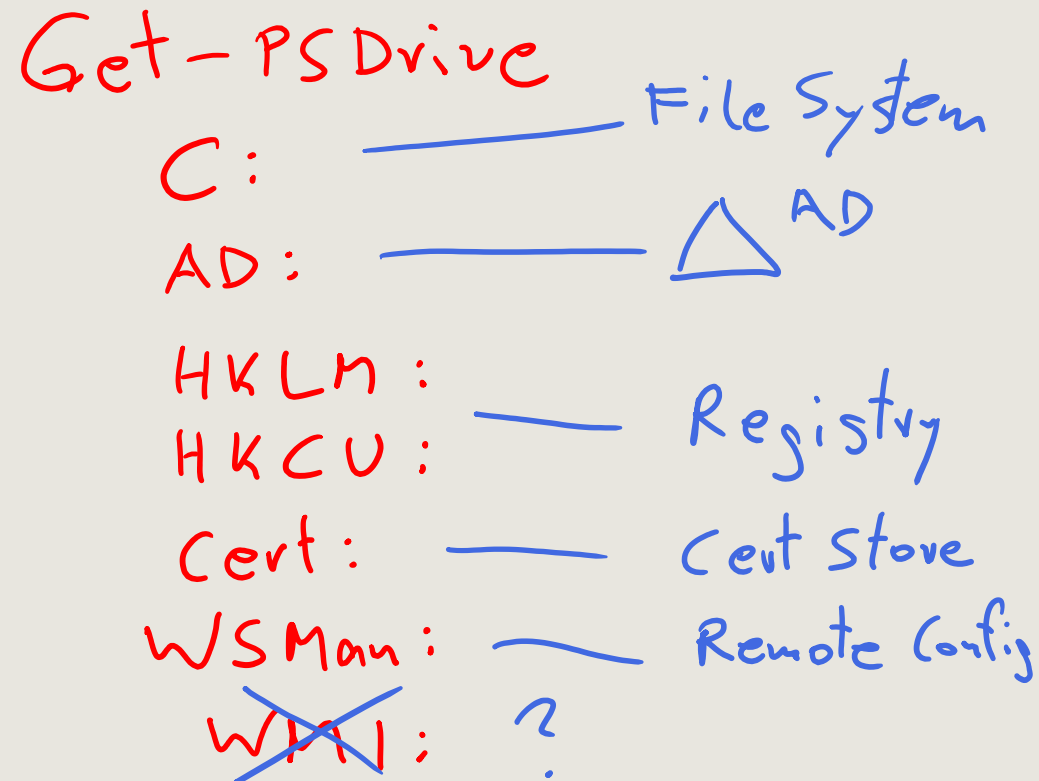 Get-PSDrive
C: File System
AD: AD
HKLM:
Registry
HKCU:
Cert: Cert Store
WSMan: Remote Config
WMI: ?